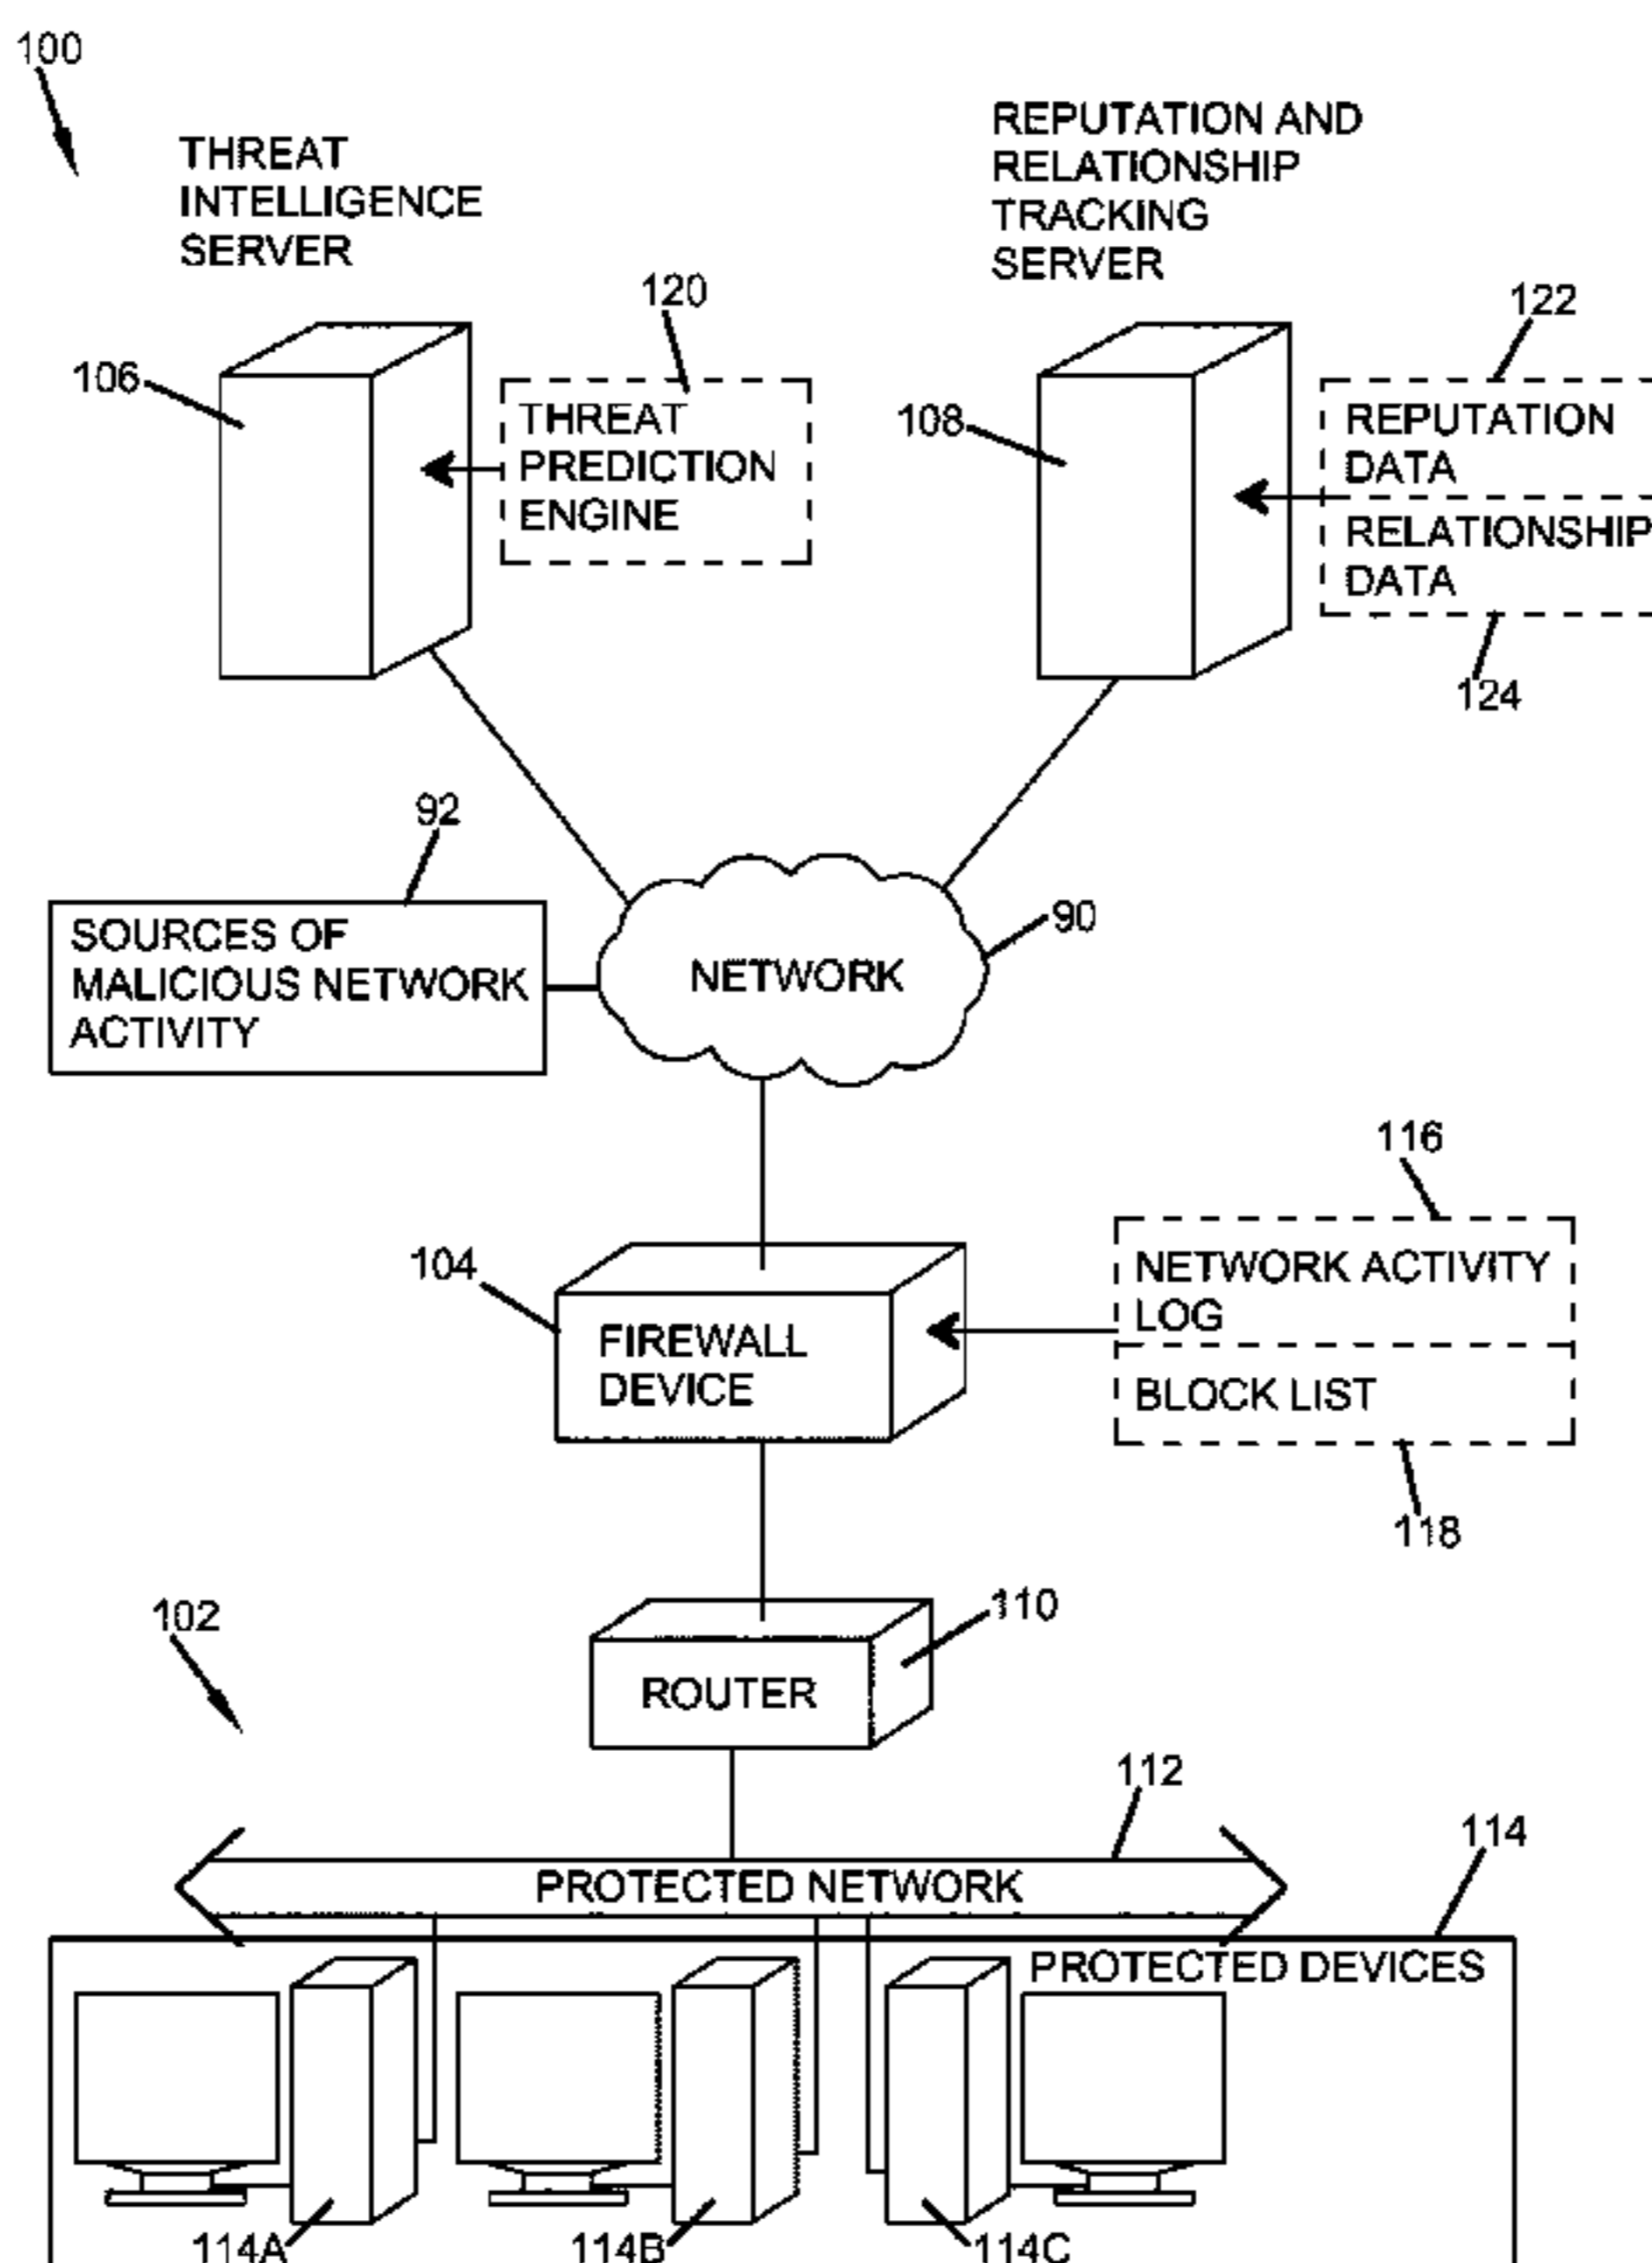 100
THREAT
INTELLIGENCE
SERVER
REPUTATION AND
RELATIONSHIP
TRACKING
SERVER
120
122
106
THREAT
PREDICTION
ENGINE
108
REPUTATION
DATA
RELATIONSHIP
DATA
124
92
SOURCES OF
MALICIOUS NETWORK
ACTIVITY
NETWORK
90
116
104
FIREWALL
DEVICE
NETWORK ACTIVITY
LOG
BLOCK LIST
118
102
110
ROUTER
112
114
PROTECTED NETWORK
PROTECTED DEVICES
114A
114B
114C